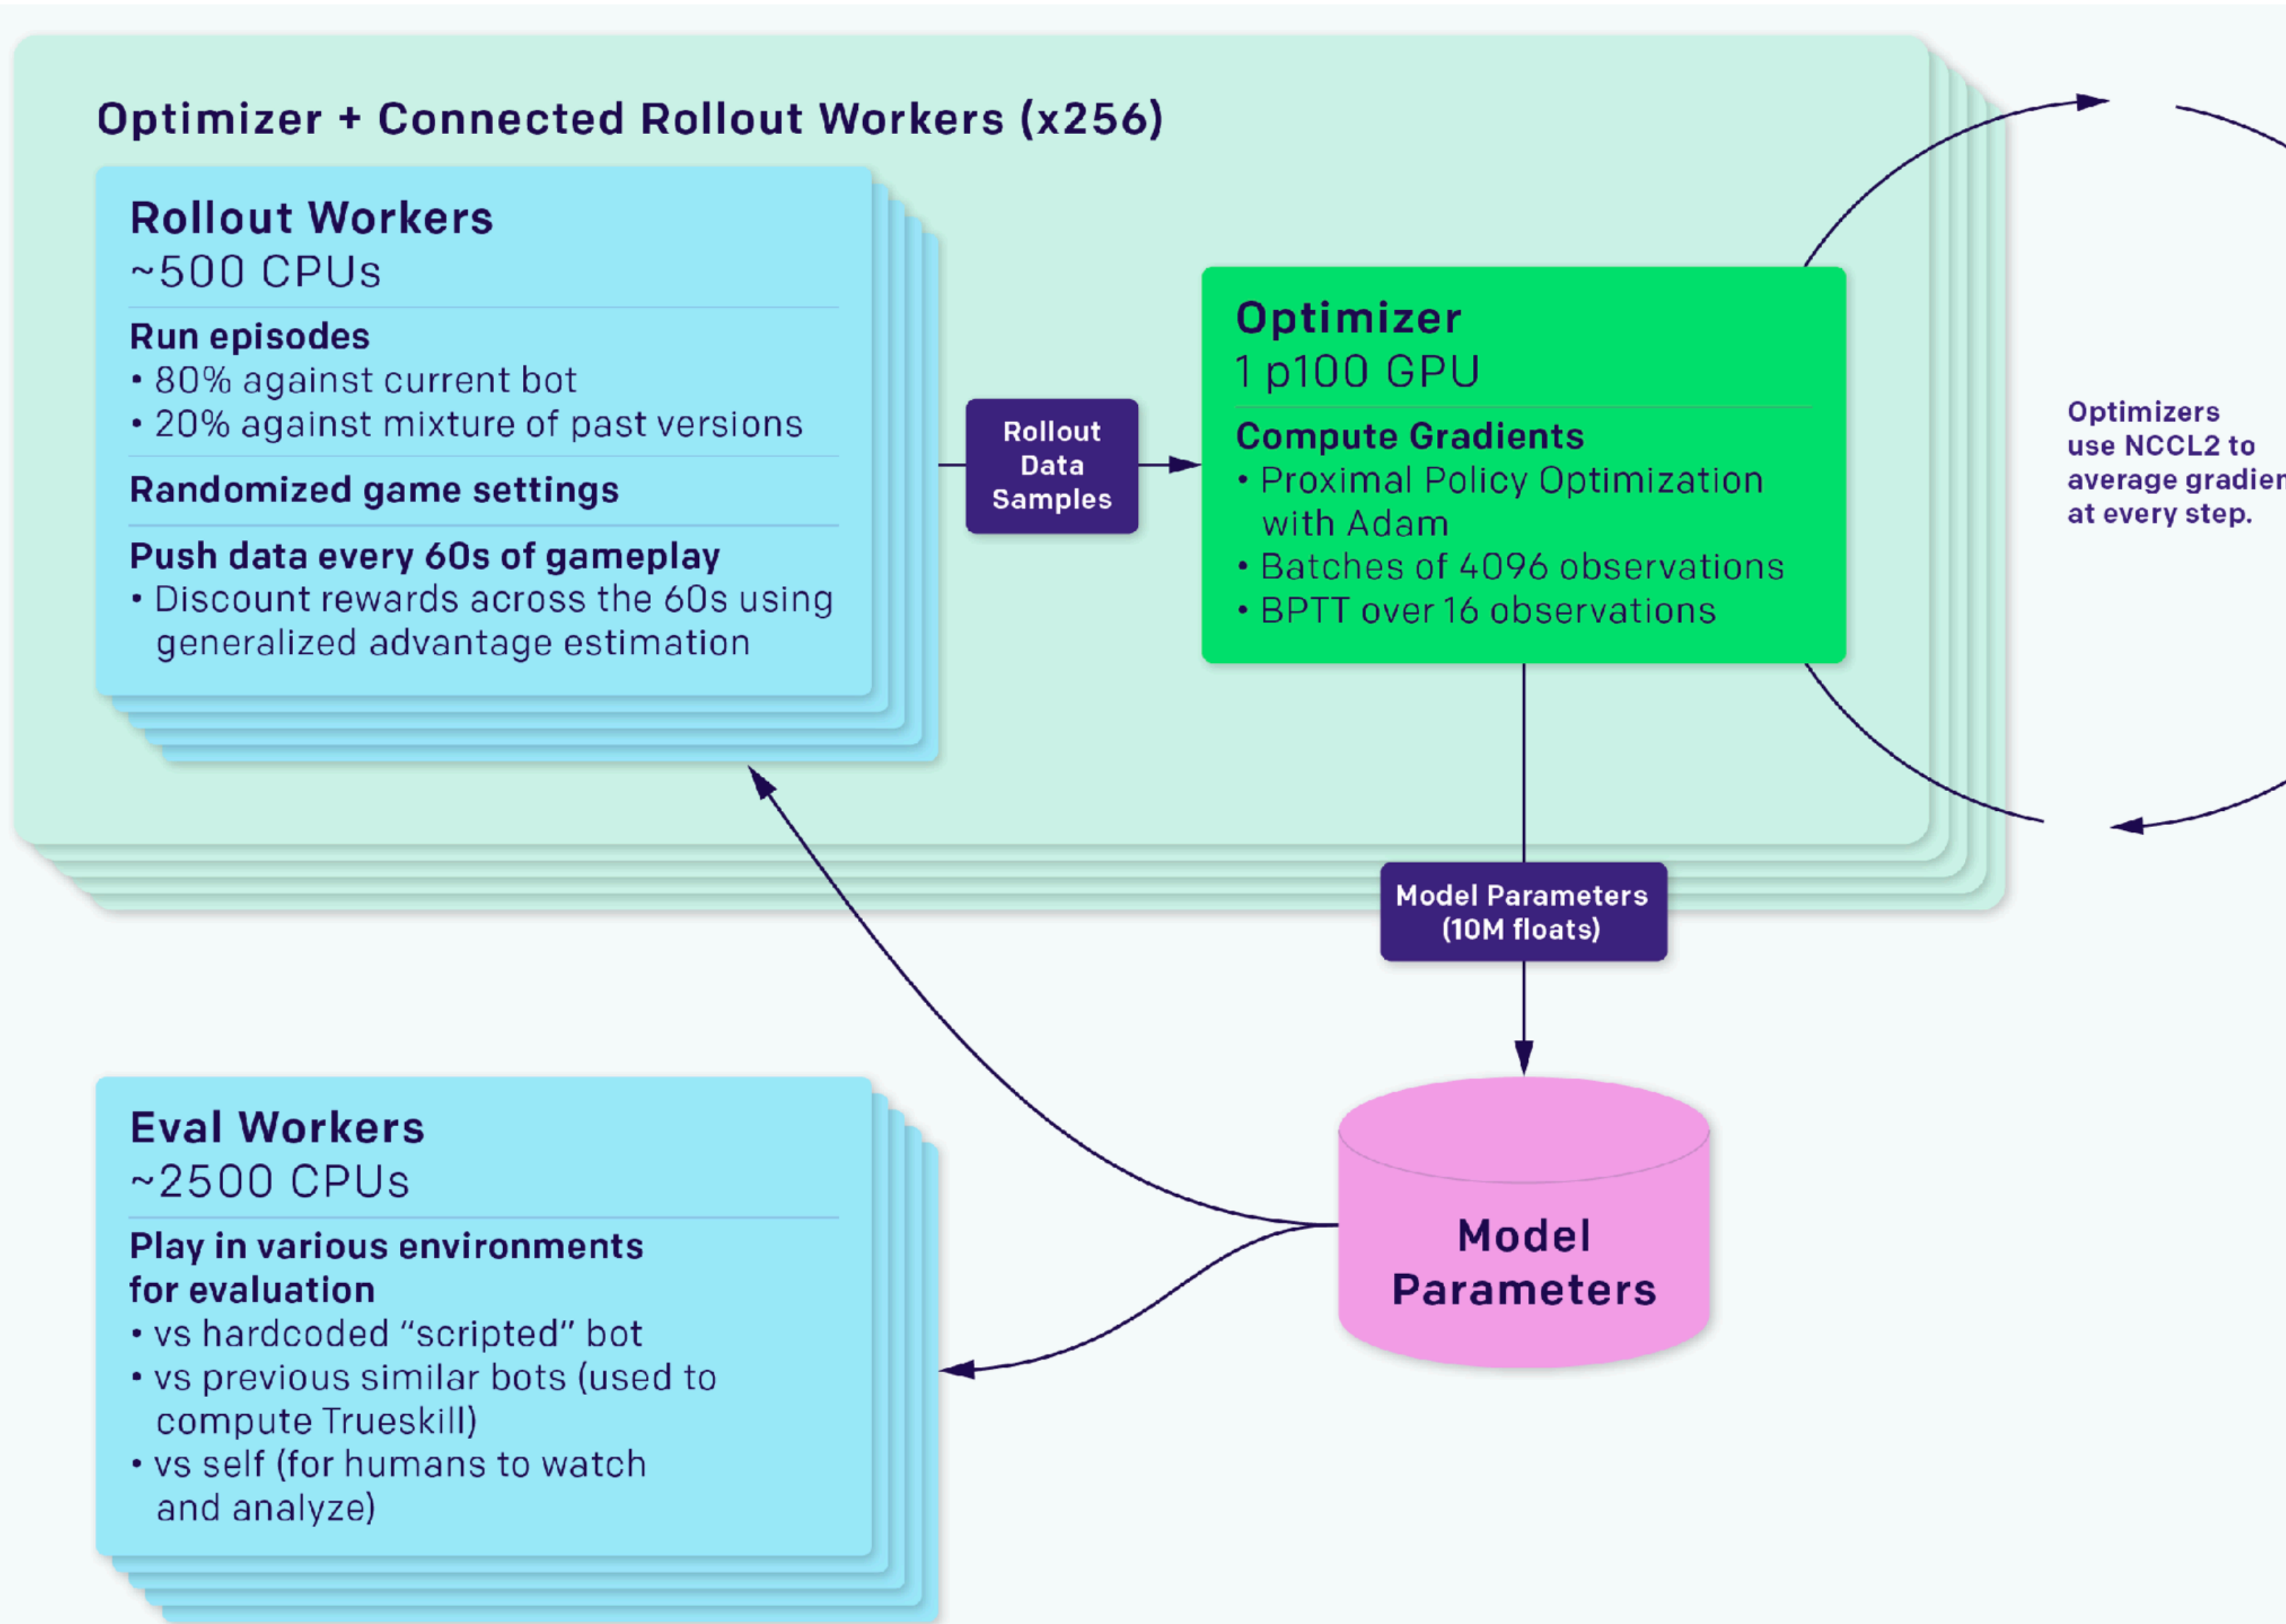 Optimizer + Connected Rollout Workers (x256)
Rollout Workers
~500 CPUs
Run episodes
• 80% against current bot
• 20% against mixture of past versions
Randomized game settings
Push data every 60s of gameplay
• Discount rewards across the 60s using
generalized advantage estimation
Rollout
Data
Samples
Optimizer
1 p100 GPU
Compute Gradients
• Proximal Policy Optimization
with Adam
• Batches of 4096 observations
• BPTT over 16 observations
Optimizers
use NCCL2 to
average
at every step.
Model Parameters
(10M floats)
Eval Workers
~2500 CPUs
Play in various environments
for evaluation
• vs hardcoded “scripted” bot
• vs previous similar bots (used to
compute Trueskill)
• vs self (for humans to watch
and analyze)
Model
Parameters